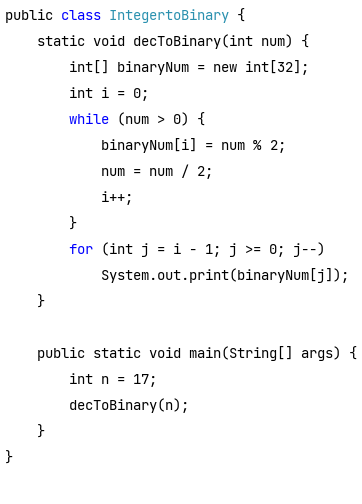 public class IntegertoBinary {
    static void decToBinary(int num) {
        int[] binaryNum = new int[32];
        int i = 0;
        while (num > 0) {
            binaryNum[i] = num % 2;
            num = num / 2;
            i++;
        }
        for (int j = i - 1; j >= 0; j--)
            System.out.print(binaryNum[j]);
    }

    public static void main(String[] args) {
        int n = 17;
        decToBinary(n);
    }
}